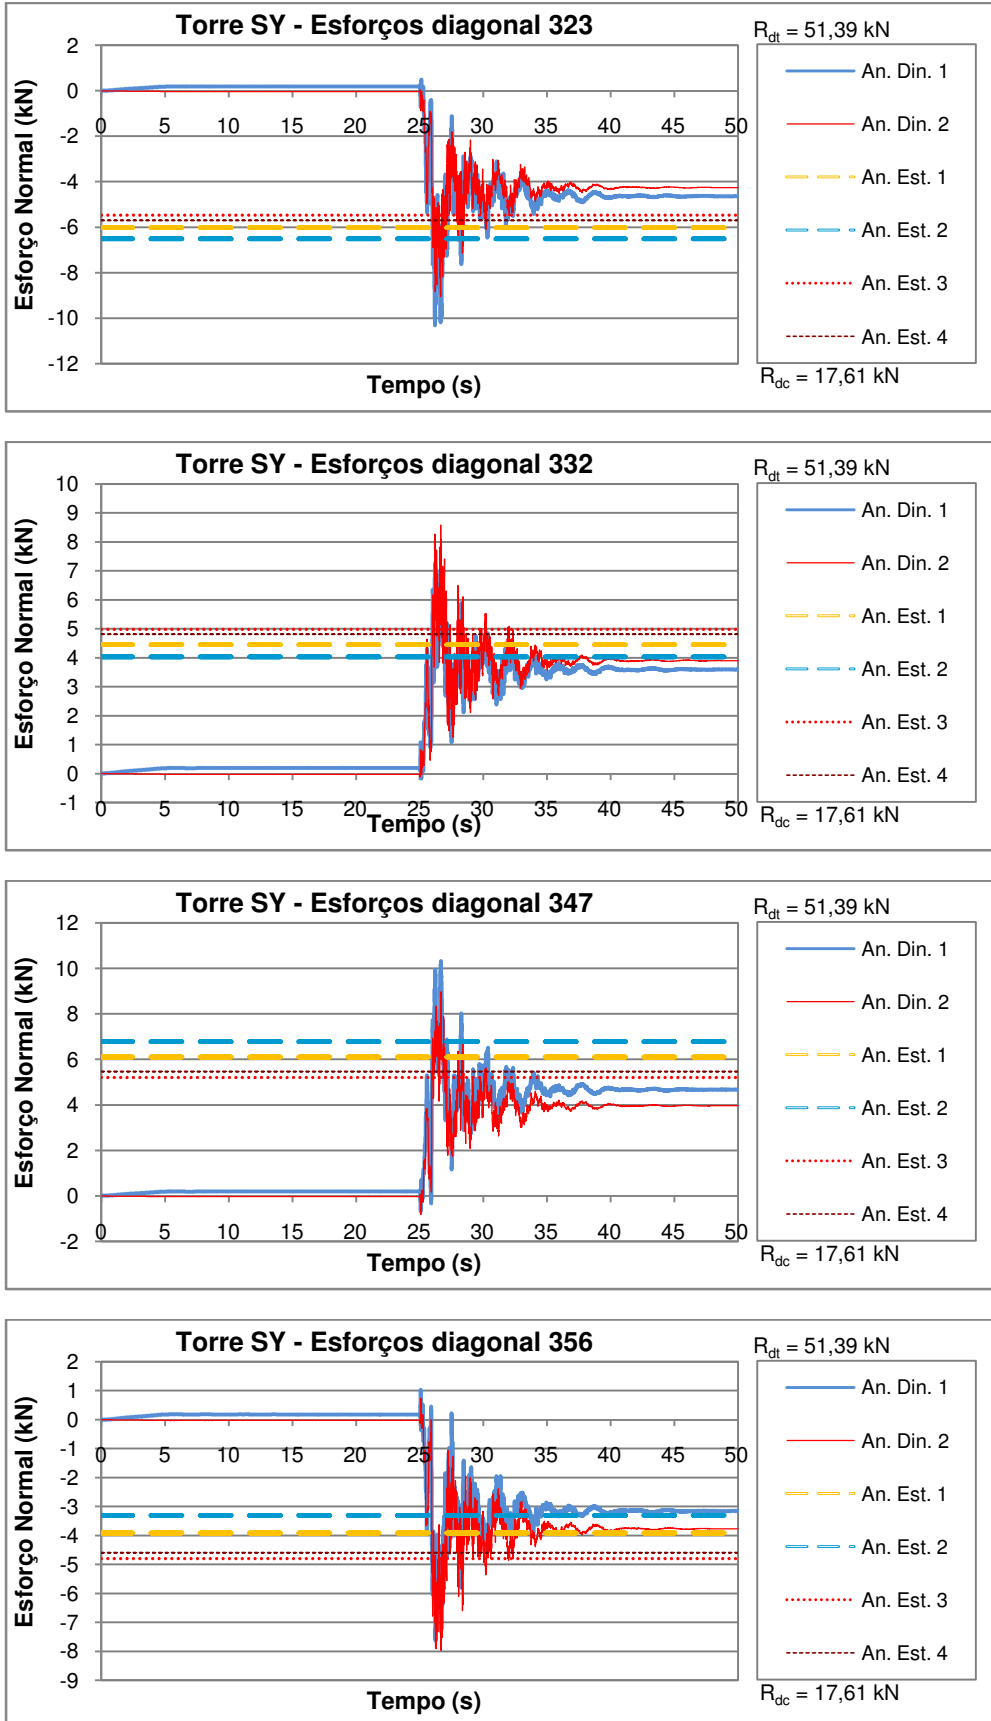 Torre SY - Esforços diagonal 323
R_dt = 51,39 kN
Esforço Normal (kN)
2
0
-2
-4
-6
-8
-10
-12
0 5 10 15 20 25 30 35 40 45 50
Tempo (s)
An. Din. 1
An. Din. 2
An. Est. 1
An. Est. 2
An. Est. 3
An. Est. 4
R_dc = 17,61 kN
Torre SY - Esforços diagonal 332
R_dt = 51,39 kN
Esforço Normal (kN)
10
9
8
7
6
5
4
3
2
1
0
-1
0 5 10 15 20 25 30 35 40 45 50
Tempo (s)
An. Din. 1
An. Din. 2
An. Est. 1
An. Est. 2
An. Est. 3
An. Est. 4
R_dc = 17,61 kN
Torre SY - Esforços diagonal 347
R_dt = 51,39 kN
Esforço Normal (kN)
12
10
8
6
4
2
0
-2
0 5 10 15 20 25 30 35 40 45 50
Tempo (s)
An. Din. 1
An. Din. 2
An. Est. 1
An. Est. 2
An. Est. 3
An. Est. 4
R_dc = 17,61 kN
Torre SY - Esforços diagonal 356
R_dt = 51,39 kN
Esforço Normal (kN)
2
1
0
-1
-2
-3
-4
-5
-6
-7
-8
-9
0 5 10 15 20 25 30 35 40 45 50
Tempo (s)
An. Din. 1
An. Din. 2
An. Est. 1
An. Est. 2
An. Est. 3
An. Est. 4
R_dc = 17,61 kN